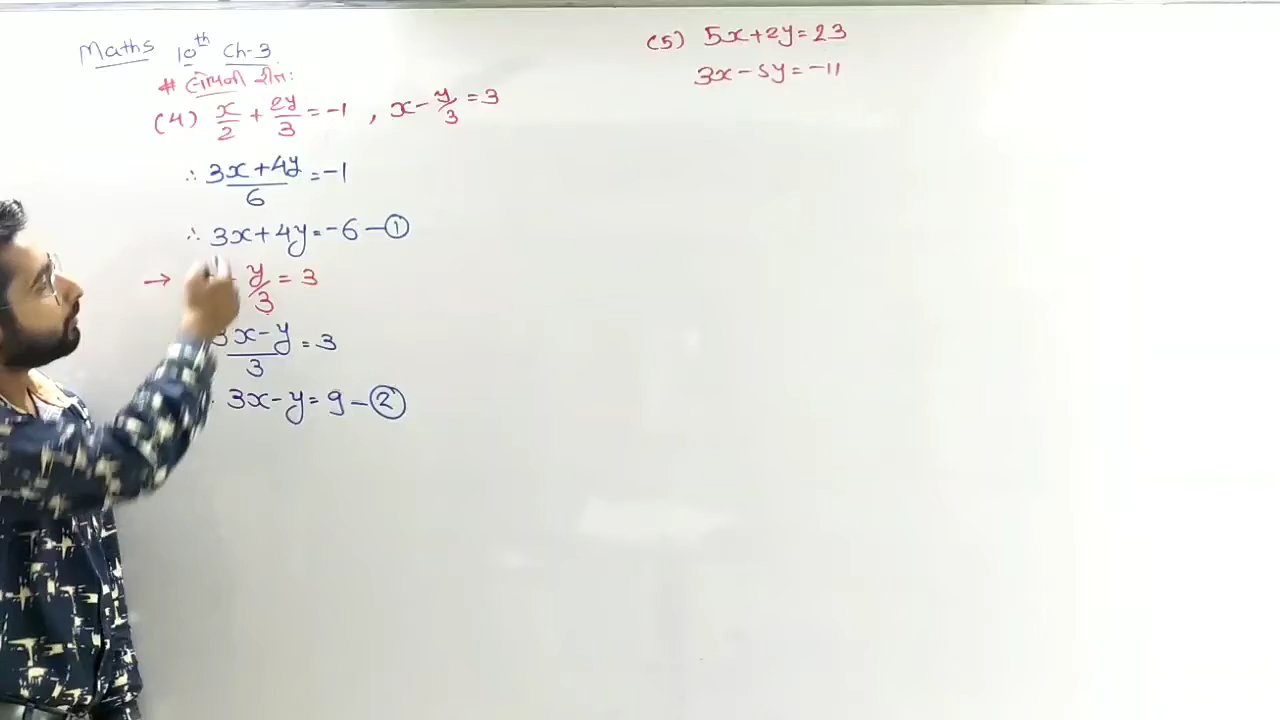 Maths 10th Ch-3
# લોપની રીત:
(4) x/2 + 2y/3 = -1 , x - y/3 = 3
∴ 3x+4y/6 = -1
∴ 3x+4y = -6 — ①
→ - y/3 = 3
3x-y/3 = 3
3x-y = 9 — ②
(5) 5x+2y=23
3x-5y=-11